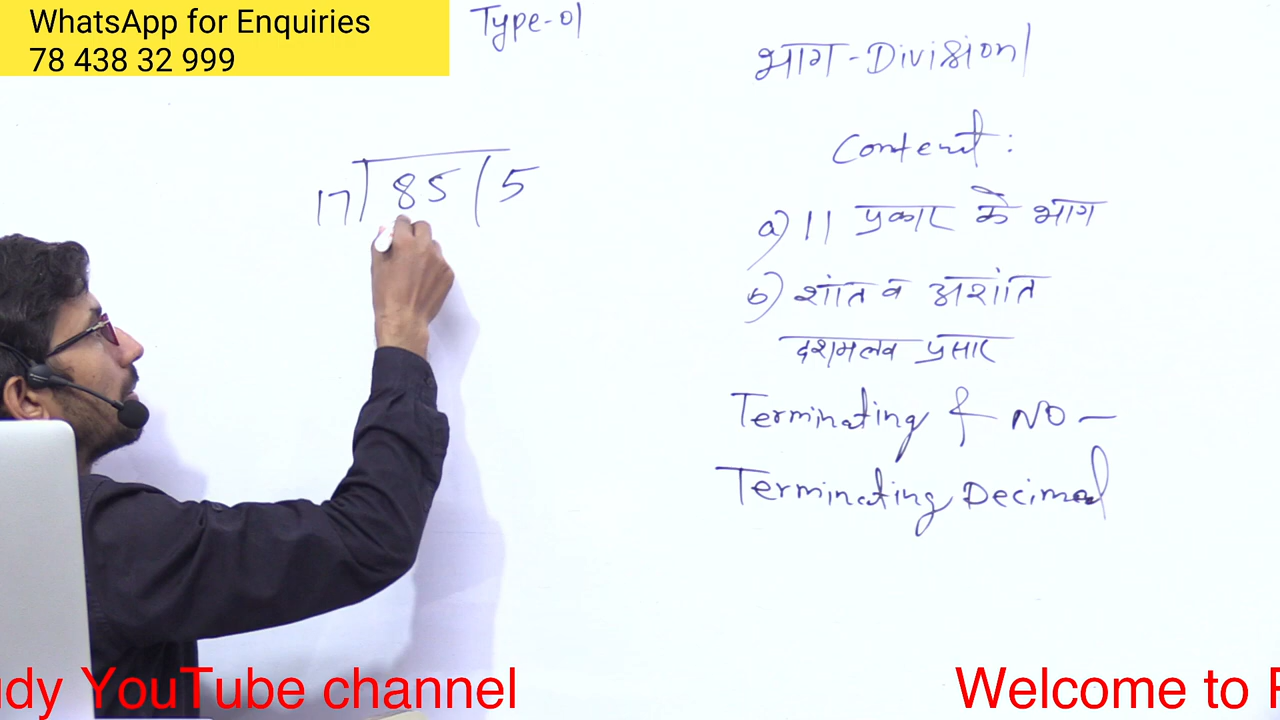 WhatsApp for Enquiries
78 438 32 999
Type-01
17 85 5
भाग - Division
Content :
a) 11 प्रकार के भाग
b) शांत व अशांत
दशमलव प्रसार
Terminating & NO -
Terminating Decimal
udy YouTube channel
Welcome to